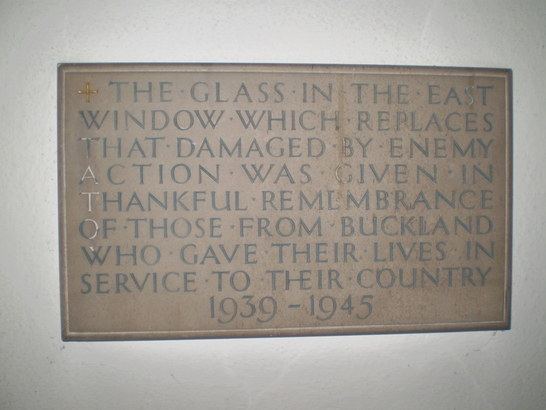 + THE·GLASS·IN·THE·EAST
WINDOW·WHICH·REPLACES
THAT·DAMAGED·BY·ENEMY
ACTION·WAS·GIVEN·IN
THANKFUL·REMEMBRANCE
OF·THOSE·FROM·BUCKLAND
WHO·GAVE·THEIR·LIVES·IN
SERVICE·TO·THEIR·COUNTRY
1939-1945